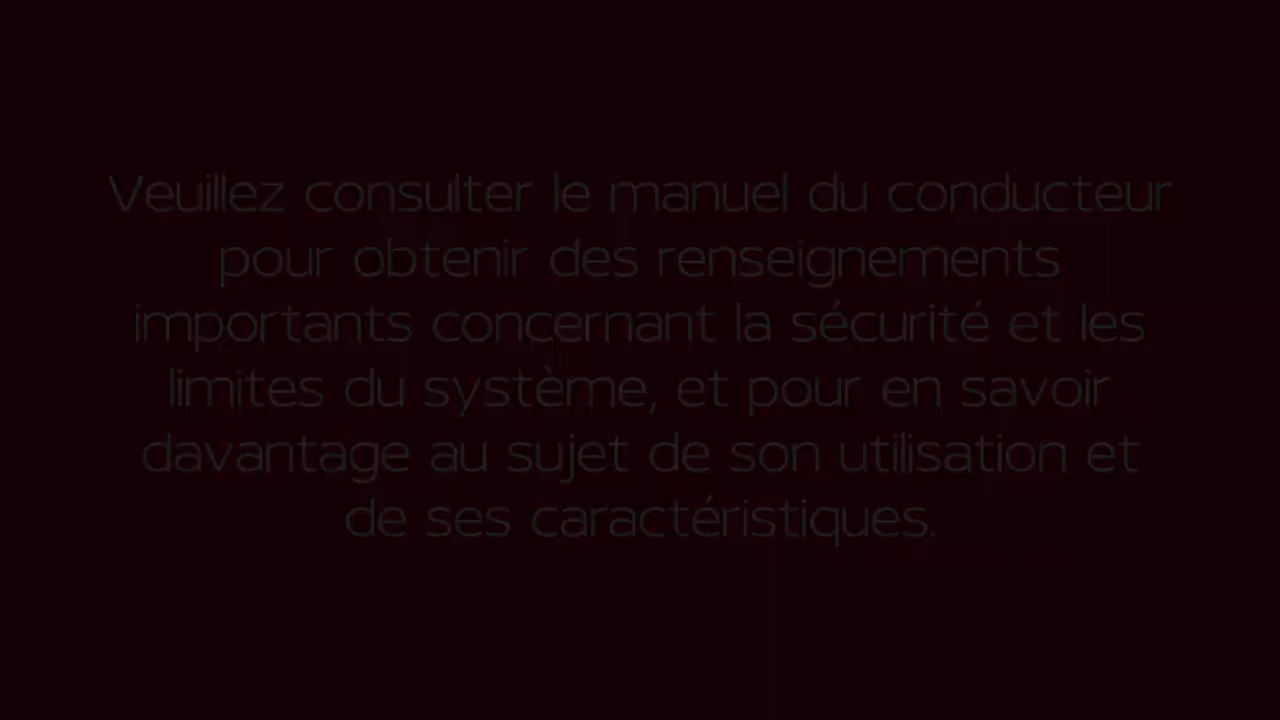 Veuillez consulter le manuel du conducteur
pour obtenir des renseignements
importants concernant la sécurité et les
limites du système, et pour en savoir
davantage au sujet de son utilisation et
de ses caractéristiques.